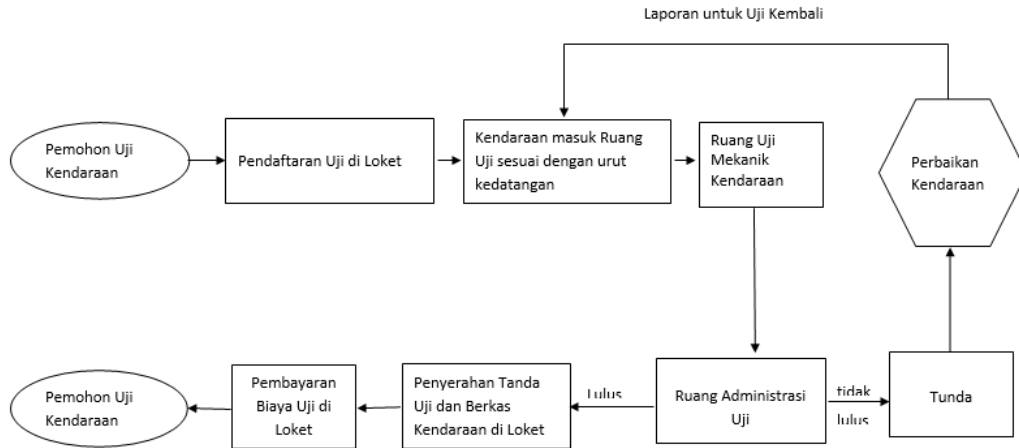 Laporan untuk Uji Kembali
Pemohon Uji
Kendaraan
Pendaftaran Uji di Loket
Kendaraan masuk Ruang
Uji sesuai dengan urut
kedatangan
Ruang Uji
Mekanik
Kendaraan
Perbaikan
Kendaraan
Pemohon Uji
Kendaraan
Pembayaran
Biaya Uji di
Loket
Penyerahan Tanda
Uji dan Berkas
Kendaraan di Loket
Lulus
Ruang Administrasi
Uji
tidak
lulus
Tunda